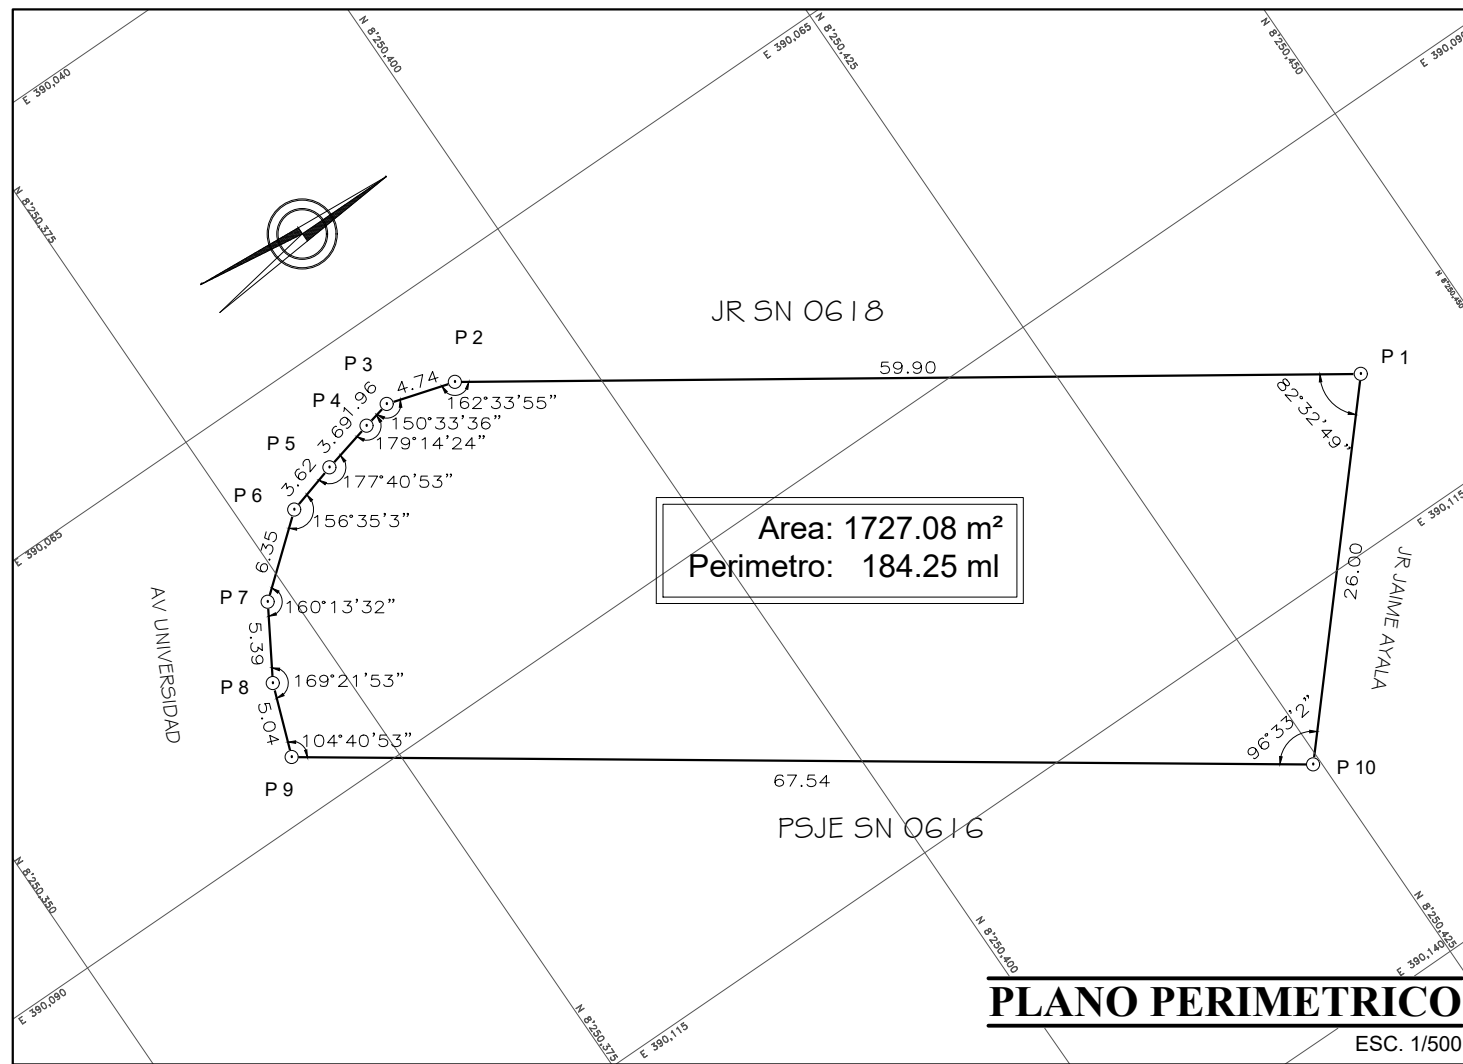 N 8'250,400
E 390,065
N 8'250,425
N 8'250,450
E 390,090
E 390,040
N 8'250,375
N 8'250,450
JR SN 0618
P 2
P 1
59.90
P 3
4.74
162°33'55”
82°32'49”
P 4
1.96
150°33'36”
179°14'24”
P 5
3.69
177°40'53”
P 6
3.62
156°35'3”
E 390,115
Area: 1727.08 m²
Perimetro: 184.25 ml
E 390,065
6.35
26.00
JR JAIME AYALA
AV UNIVERSIDAD
P 7
160°13'32”
5.39
P 8
169°21'53”
5.04
104°40'53”
96°33'2”
P 9
67.54
P 10
PSJE SN 0616
N 8'250,350
N 8'250,425
N 8'250,400
E 390,140
E 390,090
N 8'250,375
E 390,115
PLANO PERIMETRICO
ESC. 1/500